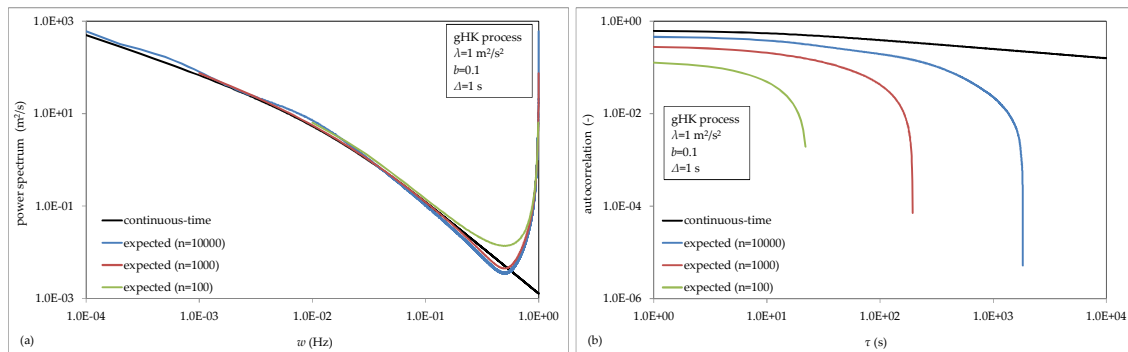 1.0E+03
1.0E+01
1.0E-01
1.0E-03
power spectrum (m²/s)
gHK process
λ=1 m²/s²
b=0.1
Δ=1 s
continuous-time
expected (n=10000)
expected (n=1000)
expected (n=100)
1.0E-04 1.0E-03 1.0E-02 1.0E-01 1.0E+00
(a)
w (Hz)
1.0E+00
1.0E-02
1.0E-04
1.0E-06
autocorrelation (-)
gHK process
λ=1 m²/s²
b=0.1
Δ=1 s
continuous-time
expected (n=10000)
expected (n=1000)
expected (n=100)
1.0E+00 1.0E+01 1.0E+02 1.0E+03 1.0E+04
(b)
τ (s)